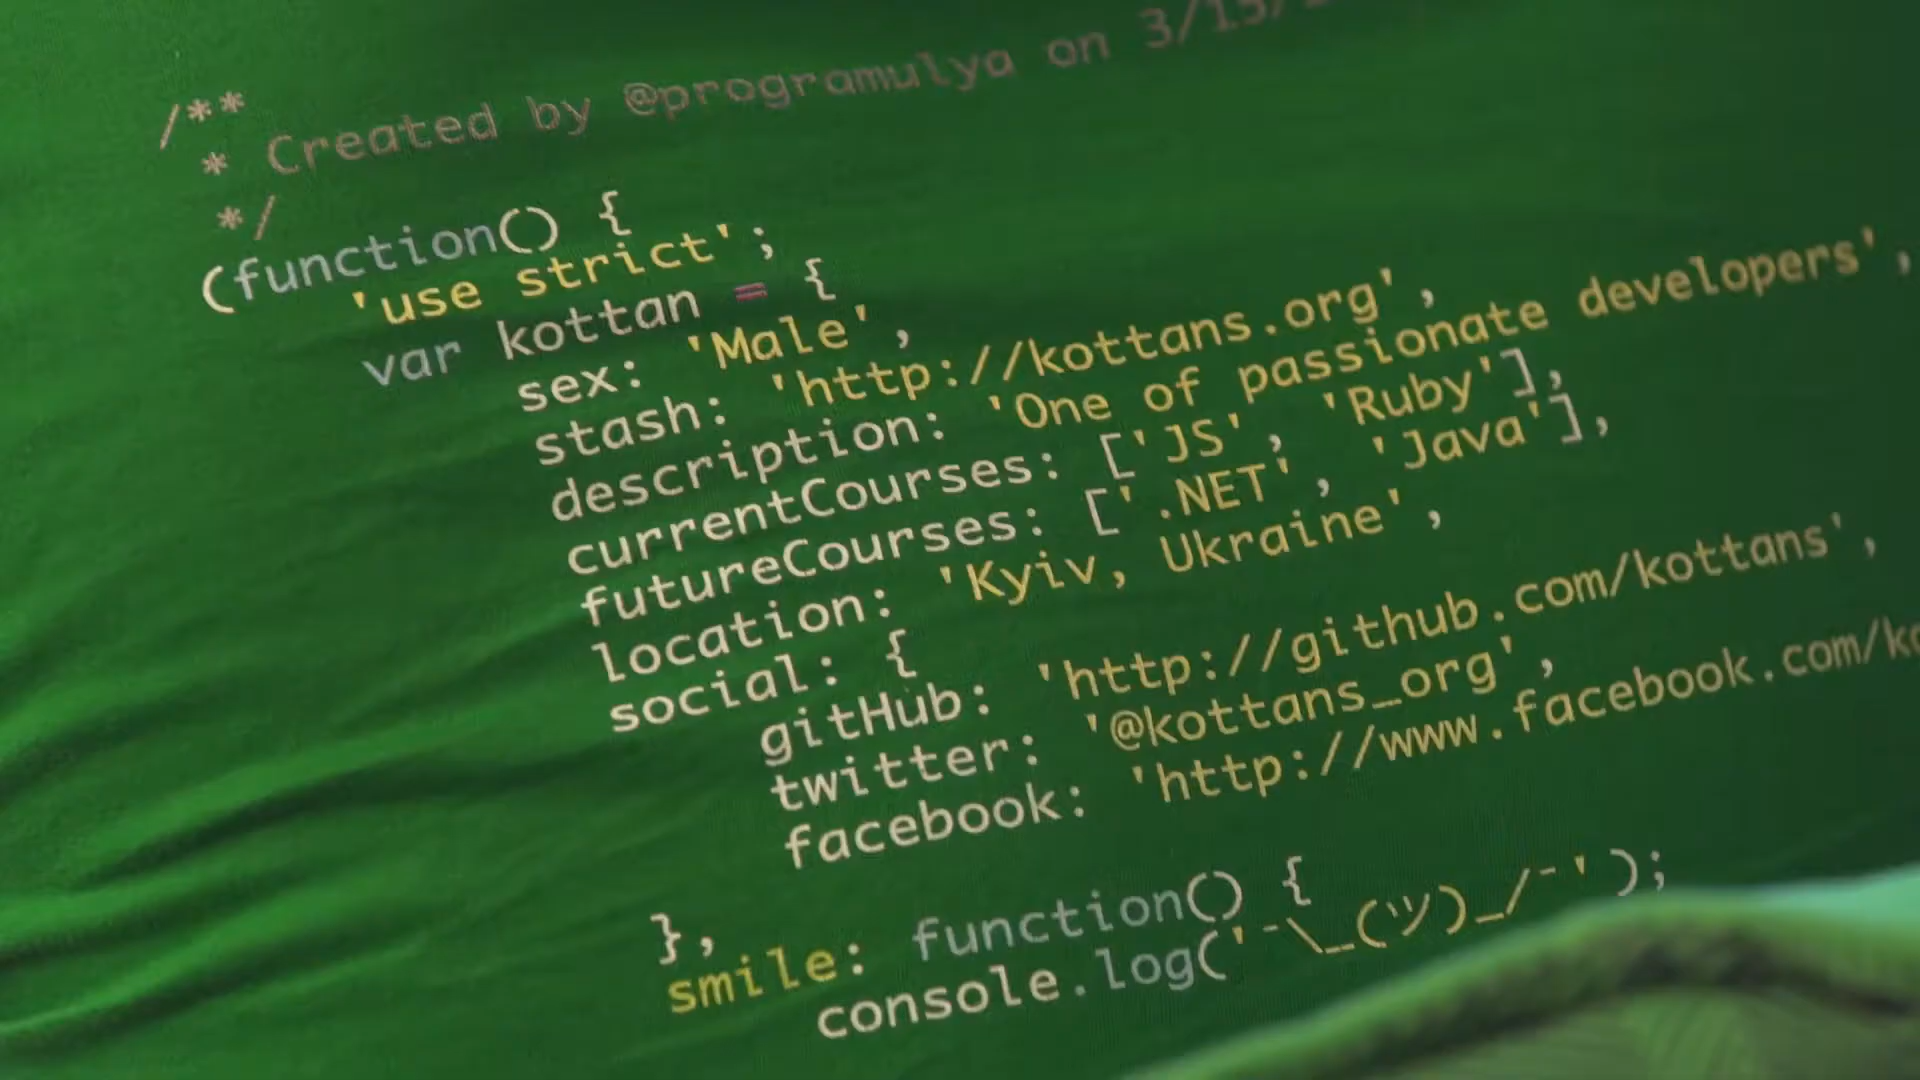 /**
* Created by @programulya on 3/15/
*/
(function() {
'use strict';
var kottan = {
sex: 'Male',
stash: 'http://kottans.org',
description: 'One of passionate developers',
currentCourses: ['JS', 'Ruby'],
futureCourses: ['.NET', 'Java'],
location: 'Kyiv, Ukraine',
social: {
gitHub: 'http://github.com/kottans',
twitter: '@kottans_org',
facebook: 'http://www.facebook.com/ko
},
smile: function() {
console.log('¯\_(ツ)_/¯');